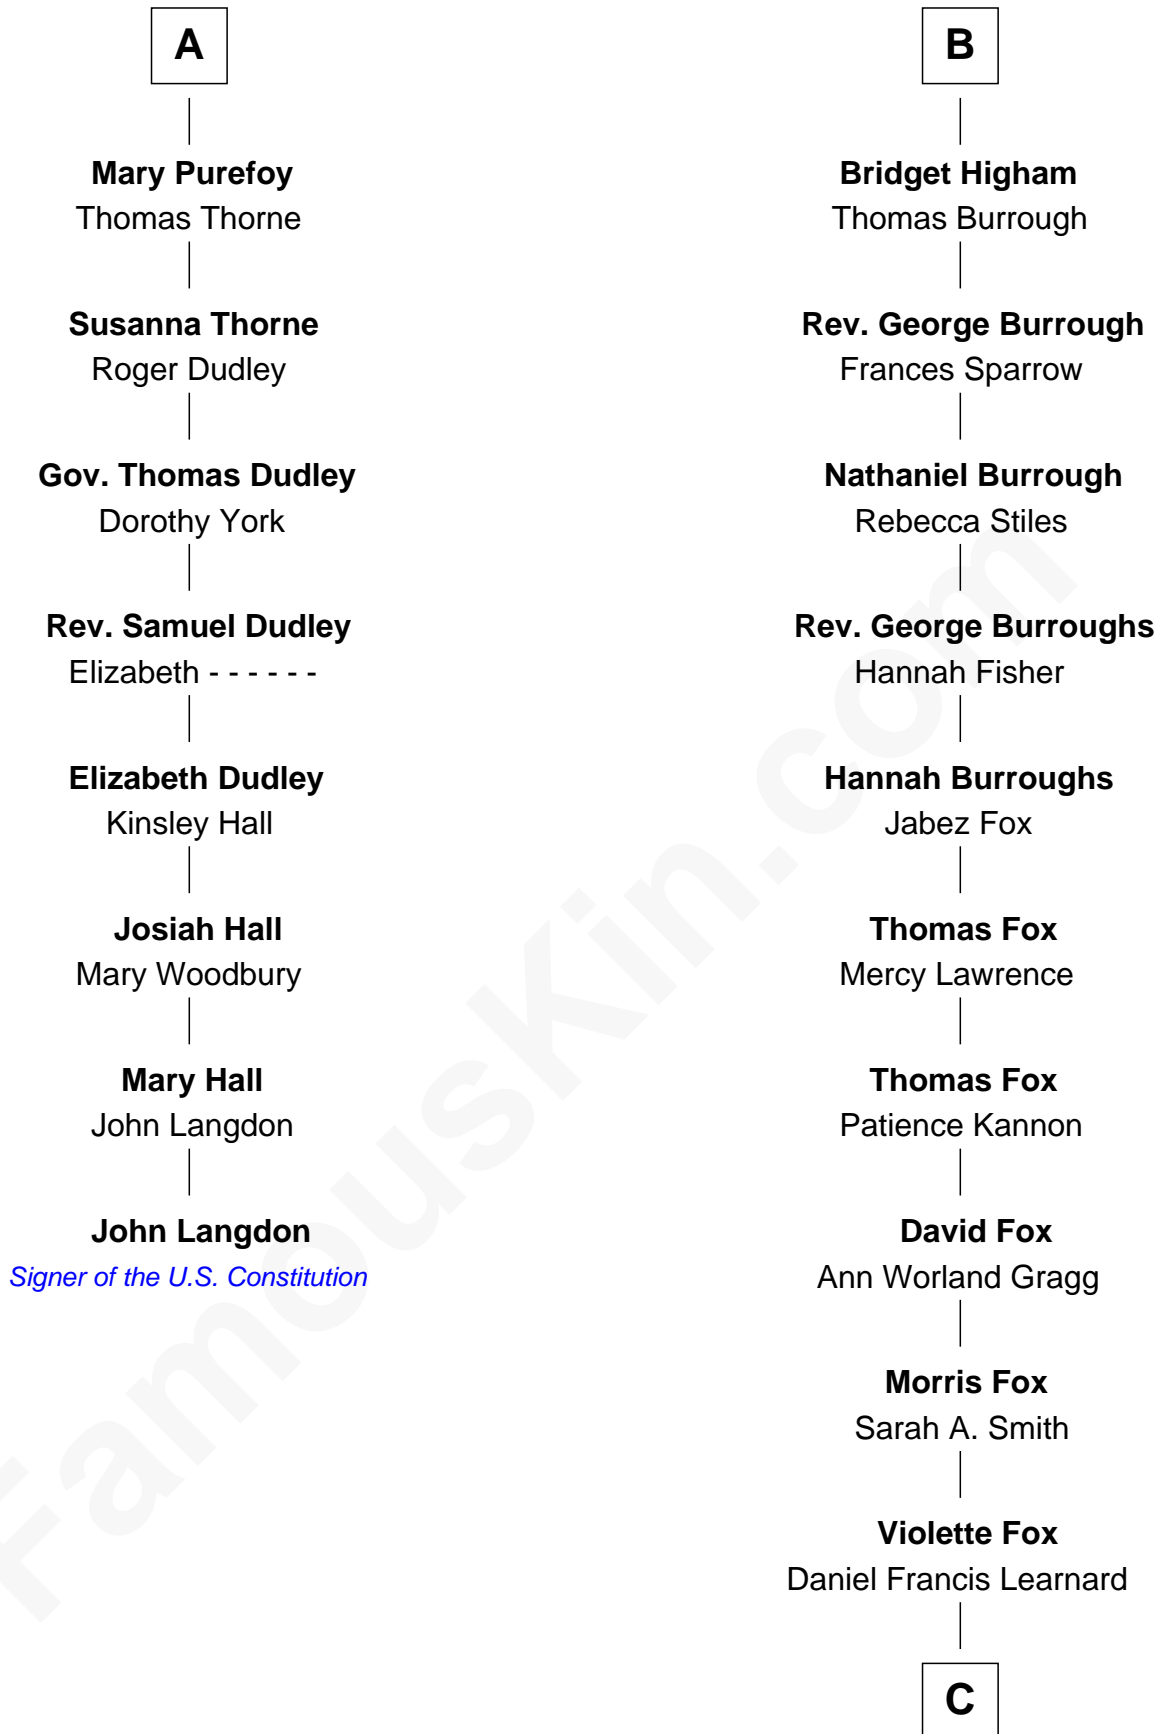 A
Mary Purefoy
Thomas Thorne
Susanna Thorne
Roger Dudley
Gov. Thomas Dudley
Dorothy York
Rev. Samuel Dudley
Elizabeth - - - - - -
Elizabeth Dudley
Kinsley Hall
Josiah Hall
Mary Woodbury
Mary Hall
John Langdon
John Langdon
Signer of the U.S. Constitution
B
Bridget Higham
Thomas Burrough
Rev. George Burrough
Frances Sparrow
Nathaniel Burrough
Rebecca Stiles
Rev. George Burroughs
Hannah Fisher
Hannah Burroughs
Jabez Fox
Thomas Fox
Mercy Lawrence
Thomas Fox
Patience Kannon
David Fox
Ann Worland Gragg
Morris Fox
Sarah A. Smith
Violette Fox
Daniel Francis Learnard
C
FamousKin.com